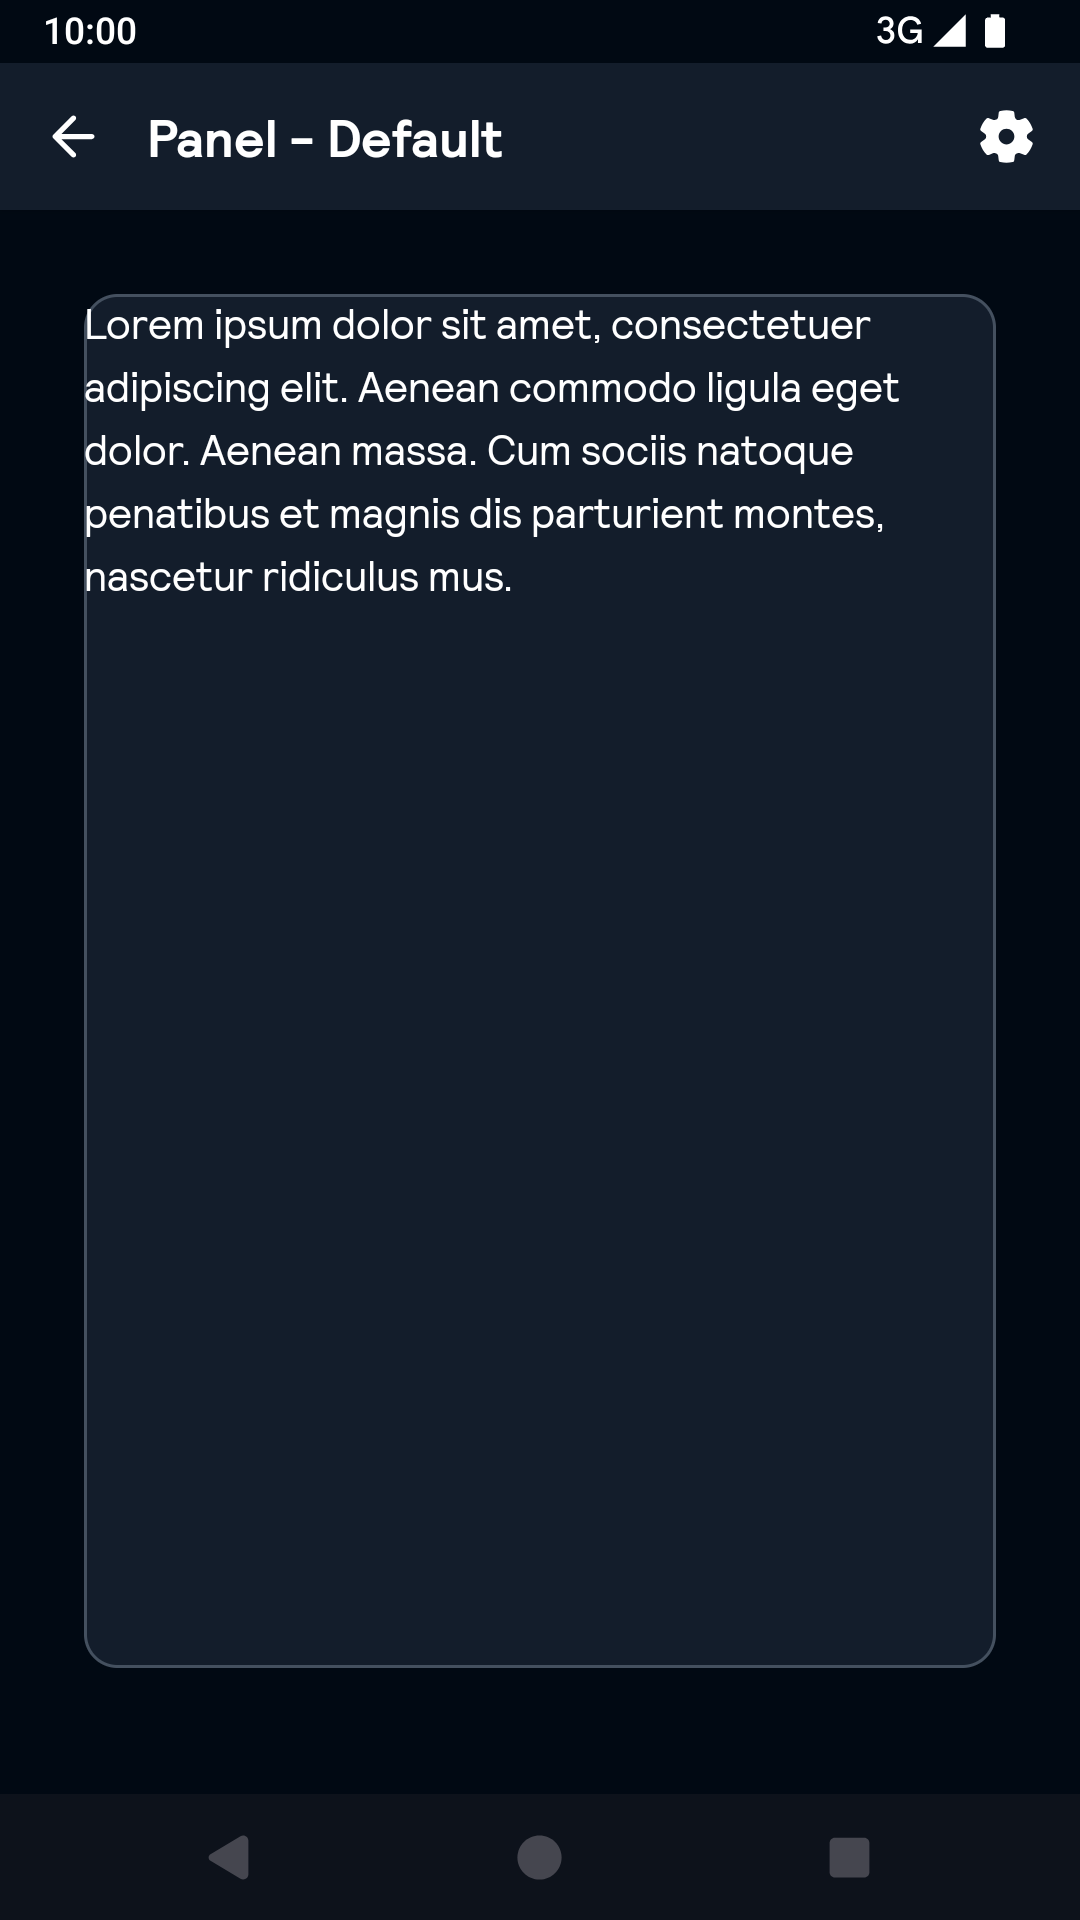 10:00
3G
Panel - Default
Lorem ipsum dolor sit amet, consectetuer
adipiscing elit. Aenean commodo ligula eget
dolor. Aenean massa. Cum sociis natoque
penatibus et magnis dis parturient montes,
nascetur ridiculus mus.